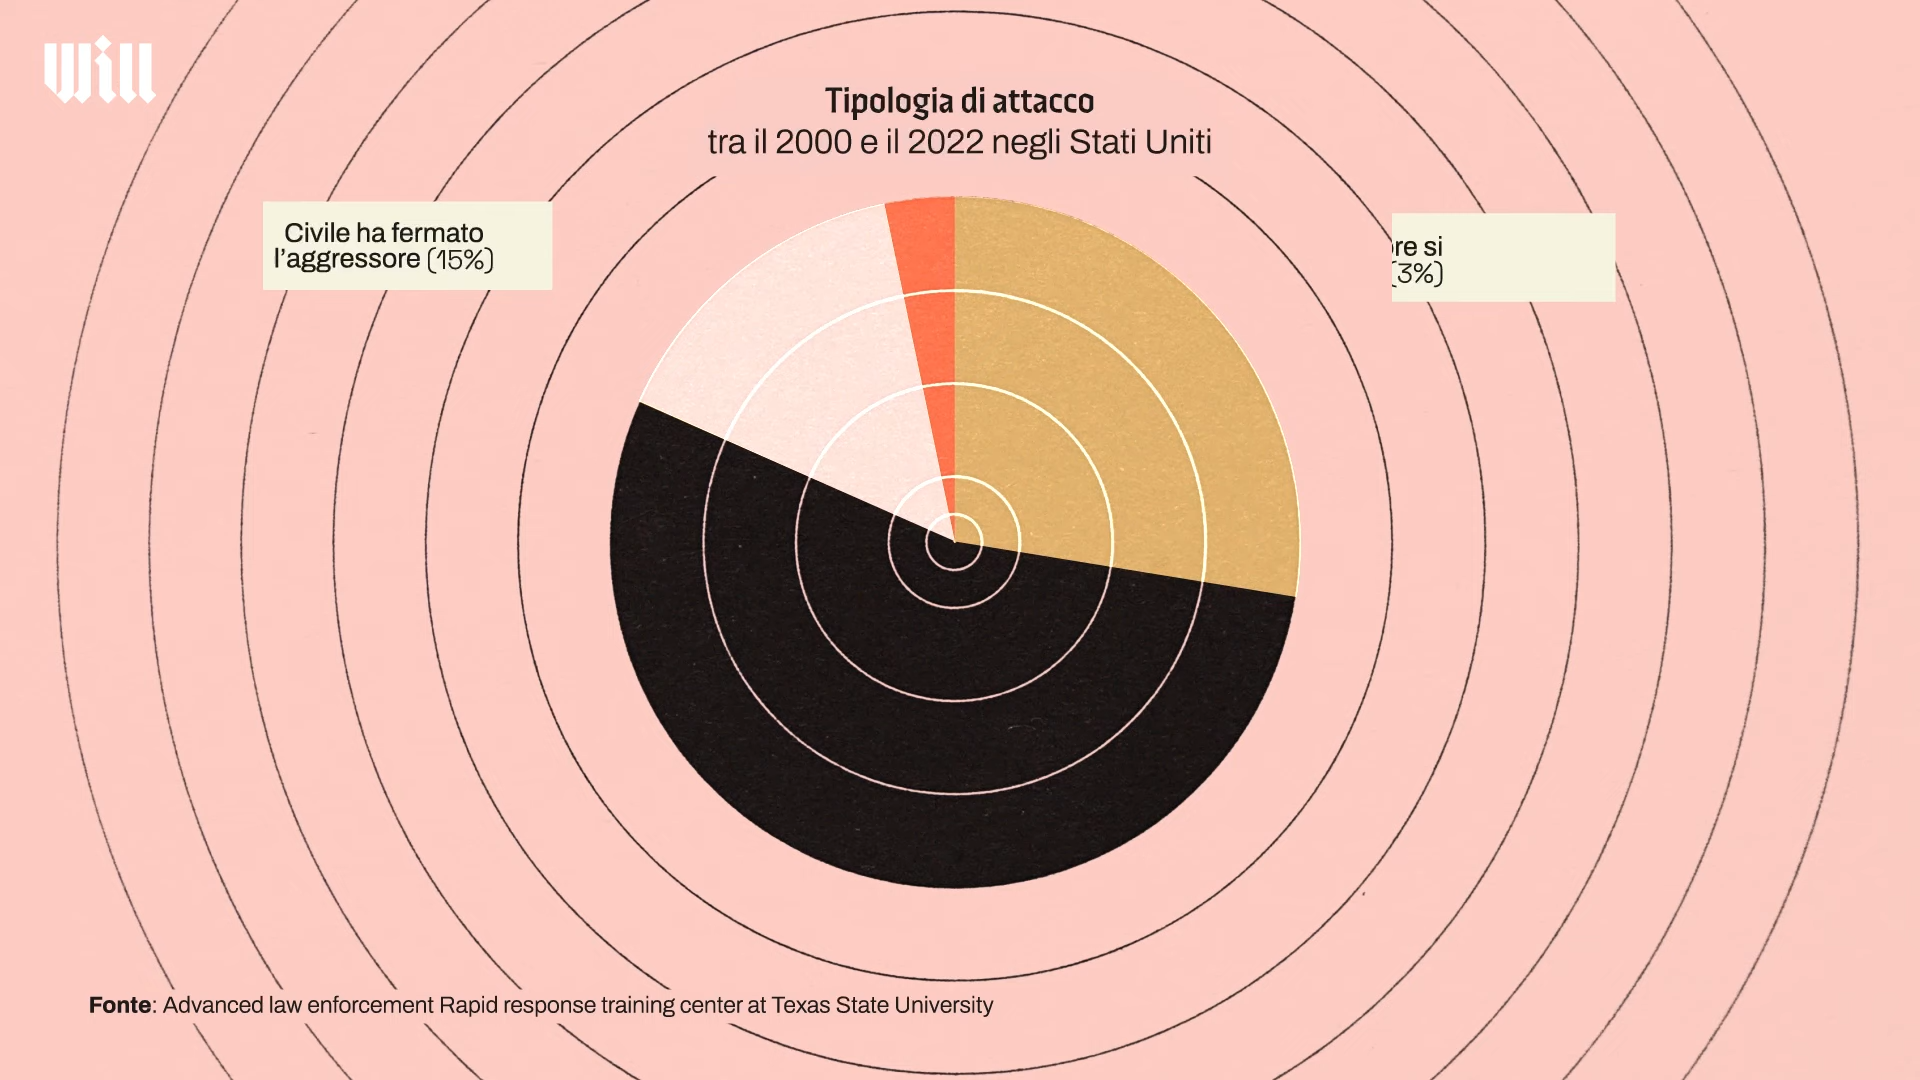 Will
Tipologia di attacco
tra il 2000 e il 2022 negli Stati Uniti
Civile ha fermato
l’aggressore (15%)
si
(3%)
Fonte: Advanced law enforcement Rapid response training center at Texas State University